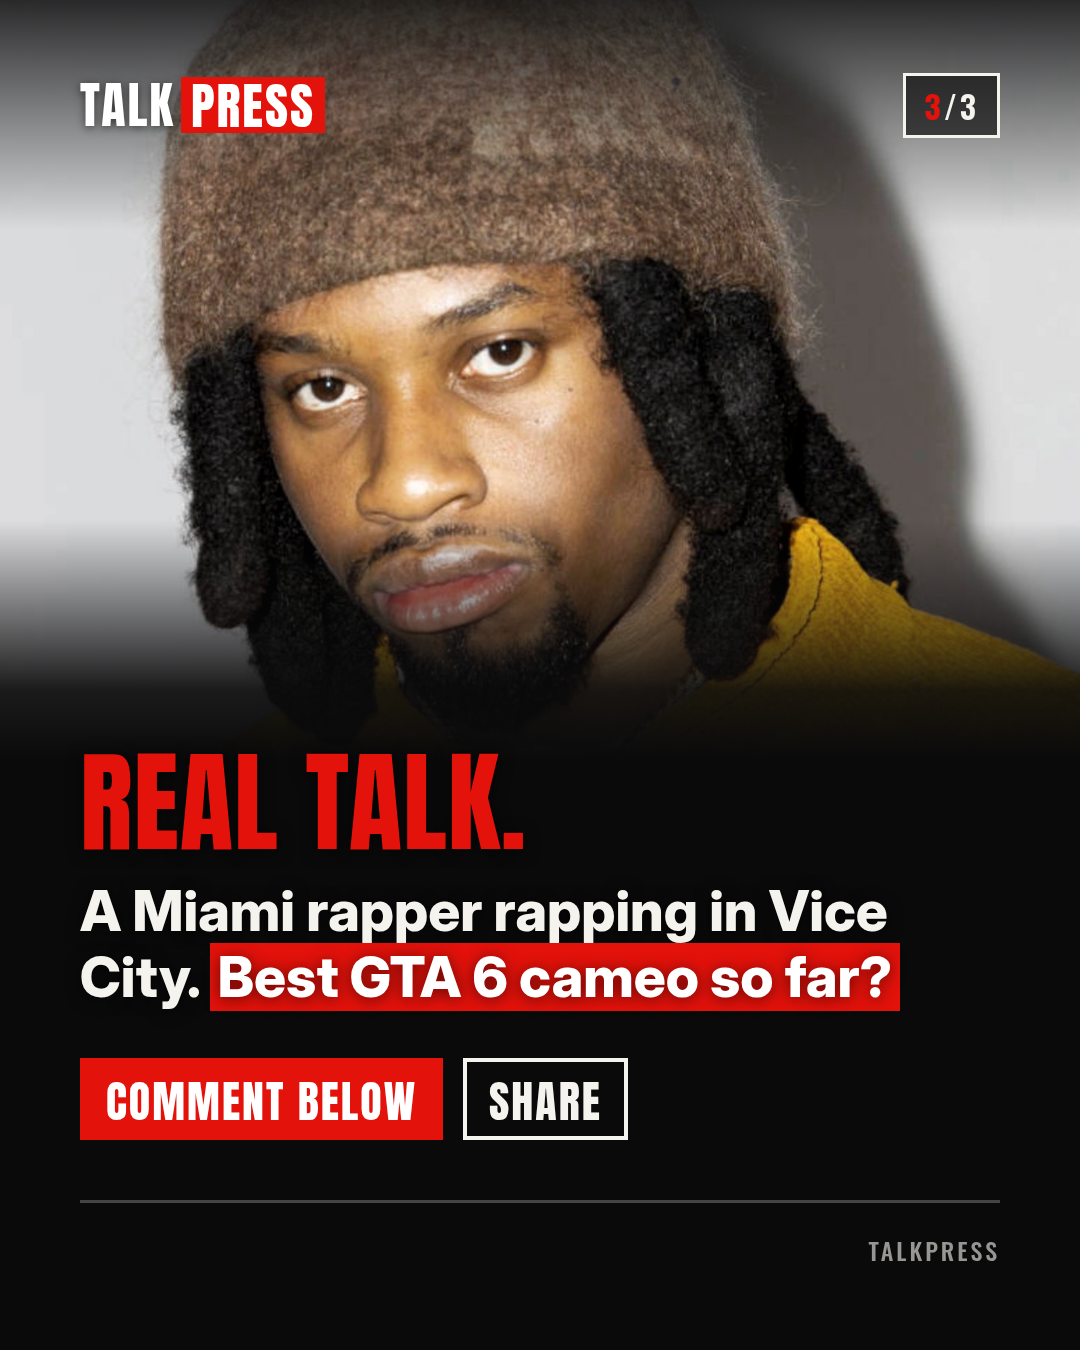 TALK PRESS
3/3
REAL TALK.
A Miami rapper rapping in Vice
City. Best GTA 6 cameo so far?
COMMENT BELOW
SHARE
TALKPRESS